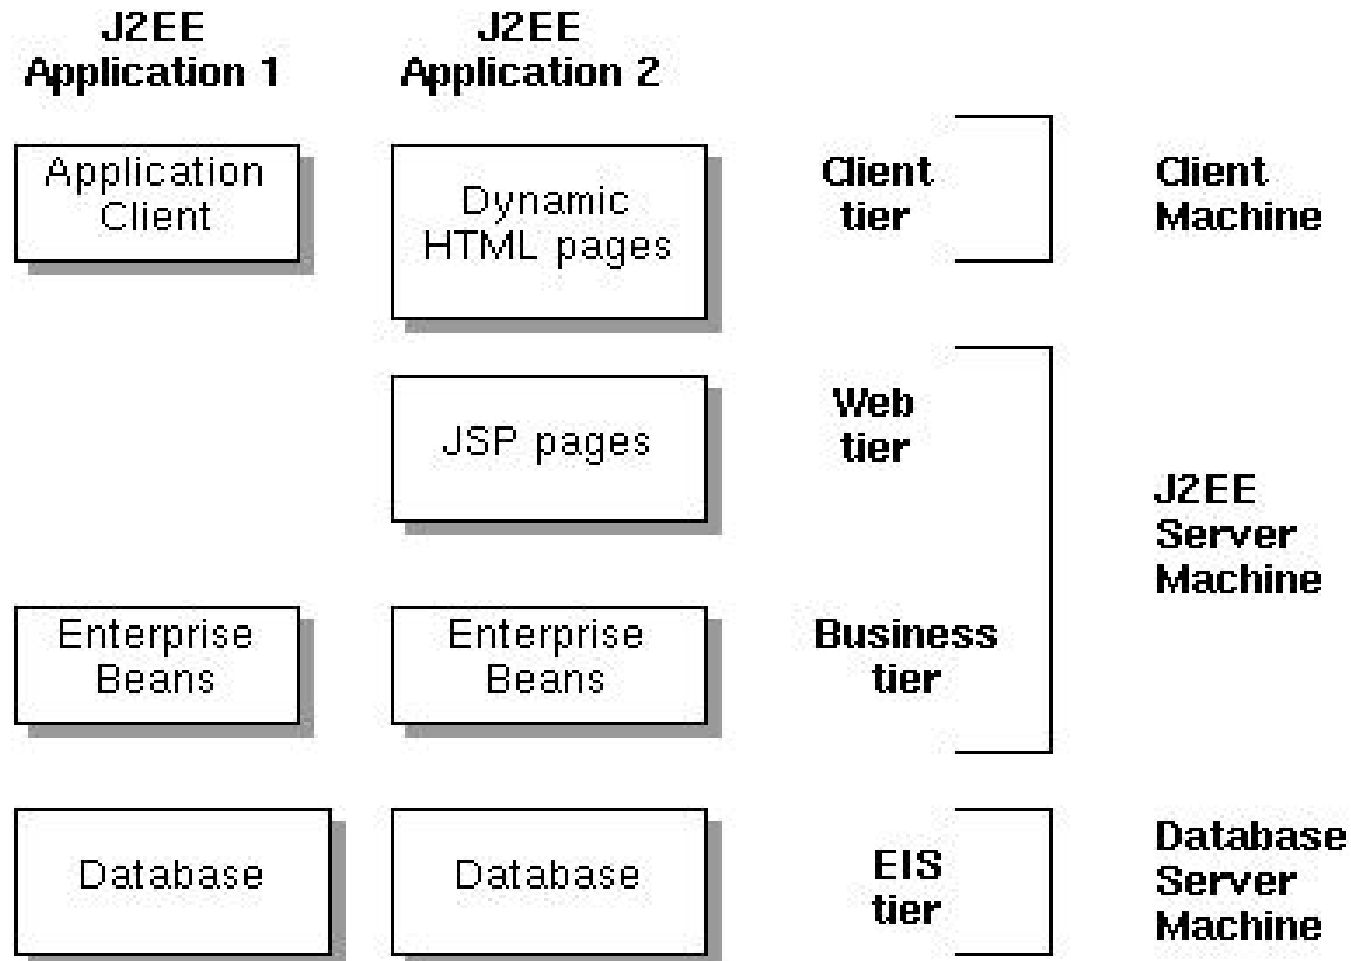 J2EE
Application 1
J2EE
Application 2
Application
Client
Dynamic
HTML pages
Client
tier
Client
Machine
JSP pages
Web
tier
J2EE
Server
Machine
Enterprise
Beans
Enterprise
Beans
Business
tier
Database
Database
EIS
tier
Database
Server
Machine